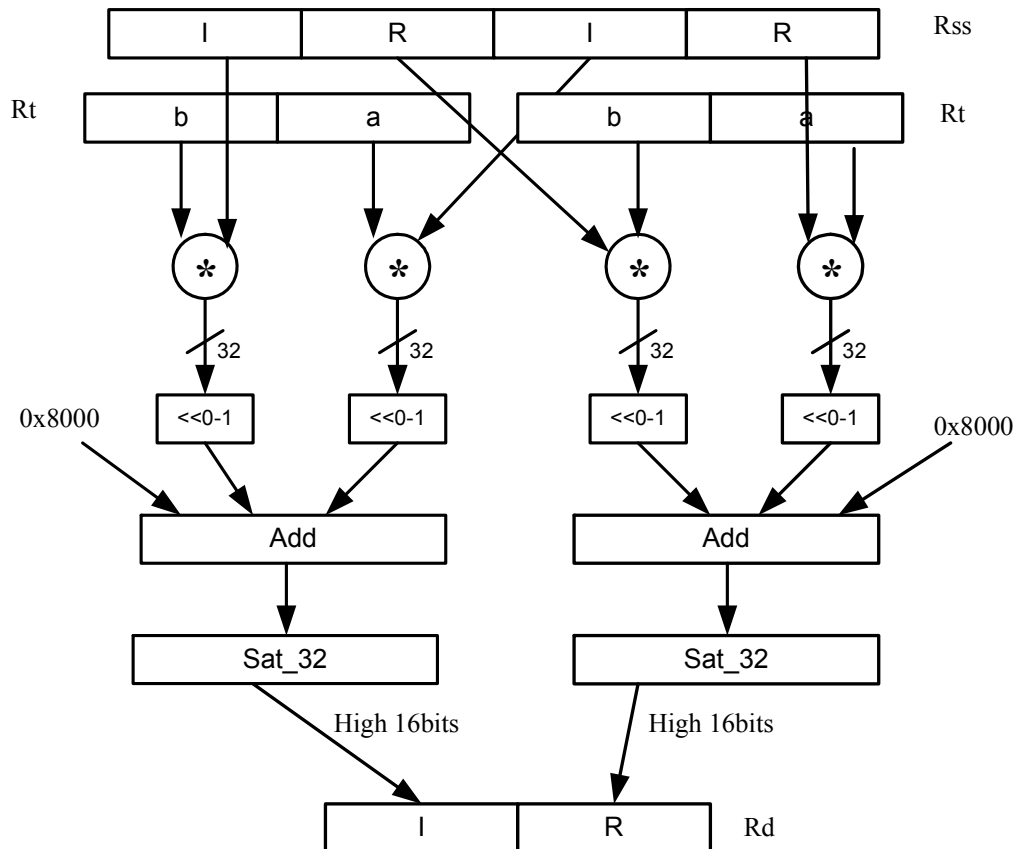 I R I R Rss
Rt b a b a Rt
* * * *
32 32 32 32
<<0-1 <<0-1 <<0-1 <<0-1
0x8000 0x8000
Add Add
Sat_32 Sat_32
High 16bits High 16bits
I R Rd